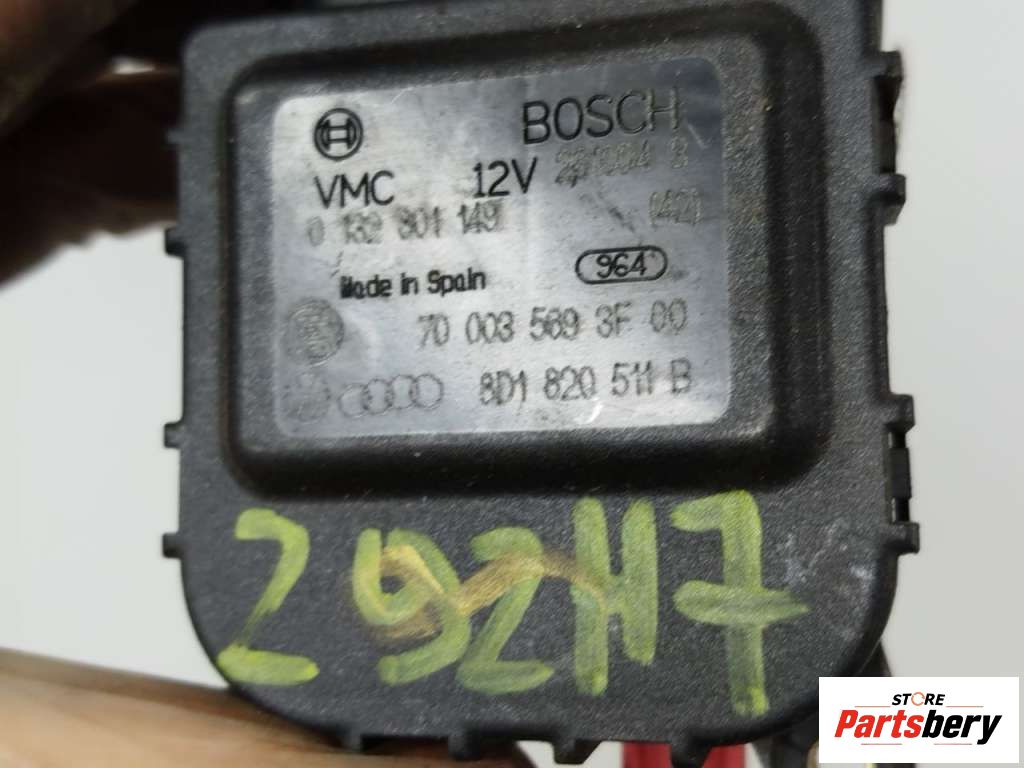 BOSCH
VMC 12V
0 132 801 149
(42)
Made in Spain 964
70 003 569 3F 00
8D1 820 511 B
Z92H7
STORE
Partsbery